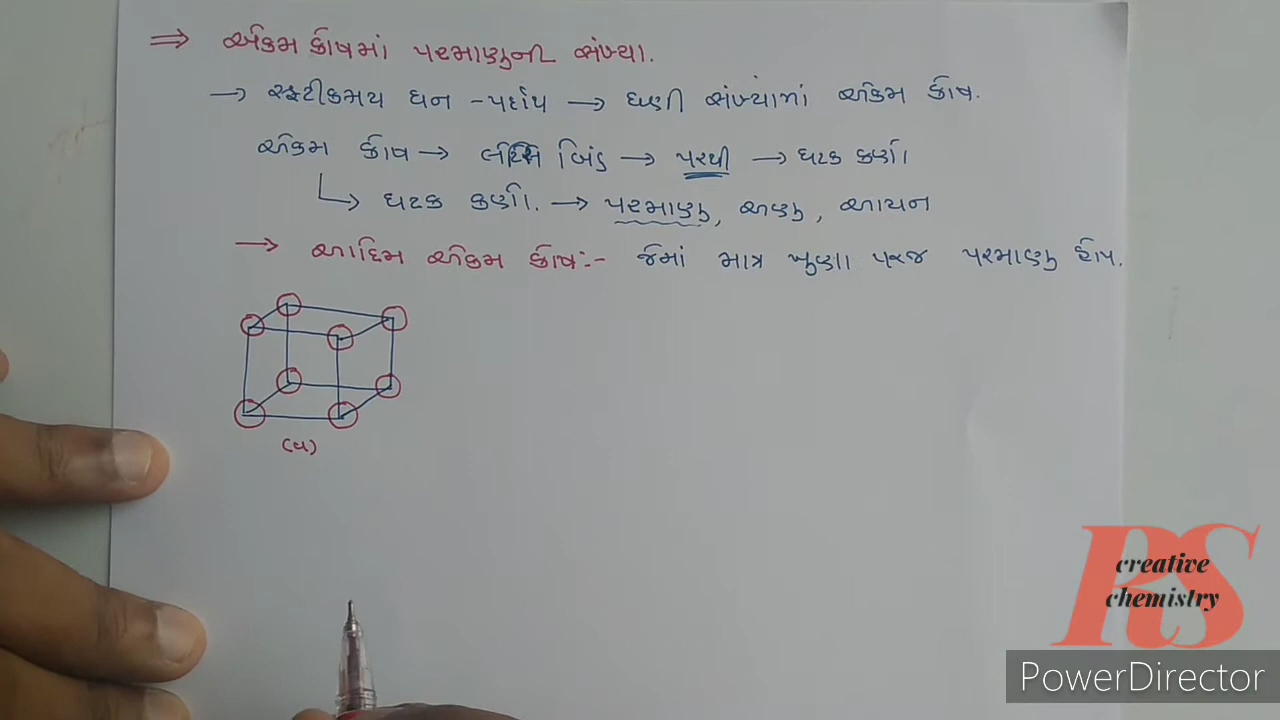 ⇒ એકમ કોષમાં પરમાણુની સંખ્યા.
→ સ્ફટીકમય ઘન - પદાર્થ → ઘણી સંખ્યામાં એકમ કોષ.
એકમ કોષ → લેટિસ બિંદુ → પરથી → ઘટક કણો
↳ ઘટક કણો. → પરમાણુ, અણુ, આયન
→ આદિમ એકમ કોષ :- જેમાં માત્ર ખુણા પરજ પરમાણુ હોય.
creative
RS
chemistry
PowerDirector